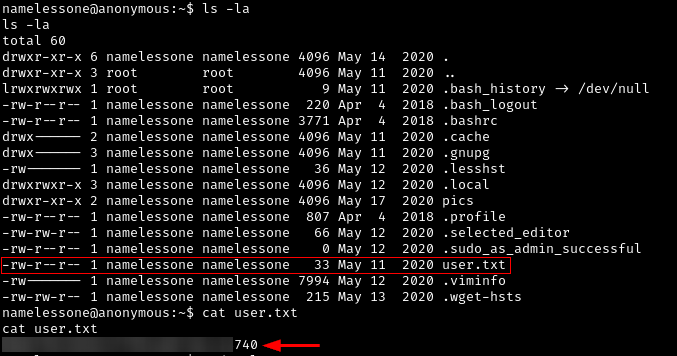 namelessone@anonymous:~$ ls -la
ls -la
total 60
drwxr-xr-x 6 namelessone namelessone 4096 May 14  2020 .
drwxr-xr-x 3 root        root        4096 May 11  2020 ..
lrwxrwxrwx 1 root        root           9 May 11  2020 .bash_history -> /dev/null
-rw-r--r-- 1 namelessone namelessone  220 Apr  4  2018 .bash_logout
-rw-r--r-- 1 namelessone namelessone 3771 Apr  4  2018 .bashrc
drwx------ 2 namelessone namelessone 4096 May 11  2020 .cache
drwx------ 3 namelessone namelessone 4096 May 11  2020 .gnupg
-rw------- 1 namelessone namelessone   36 May 12  2020 .lesshst
drwxrwxr-x 3 namelessone namelessone 4096 May 12  2020 .local
drwxr-xr-x 2 namelessone namelessone 4096 May 17  2020 pics
-rw-r--r-- 1 namelessone namelessone  807 Apr  4  2018 .profile
-rw-rw-r-- 1 namelessone namelessone   66 May 12  2020 .selected_editor
-rw-r--r-- 1 namelessone namelessone    0 May 12  2020 .sudo_as_admin_successful
-rw-r--r-- 1 namelessone namelessone   33 May 11  2020 user.txt
-rw------- 1 namelessone namelessone 7994 May 12  2020 .viminfo
-rw-rw-r-- 1 namelessone namelessone  215 May 13  2020 .wget-hsts
namelessone@anonymous:~$ cat user.txt
cat user.txt
740